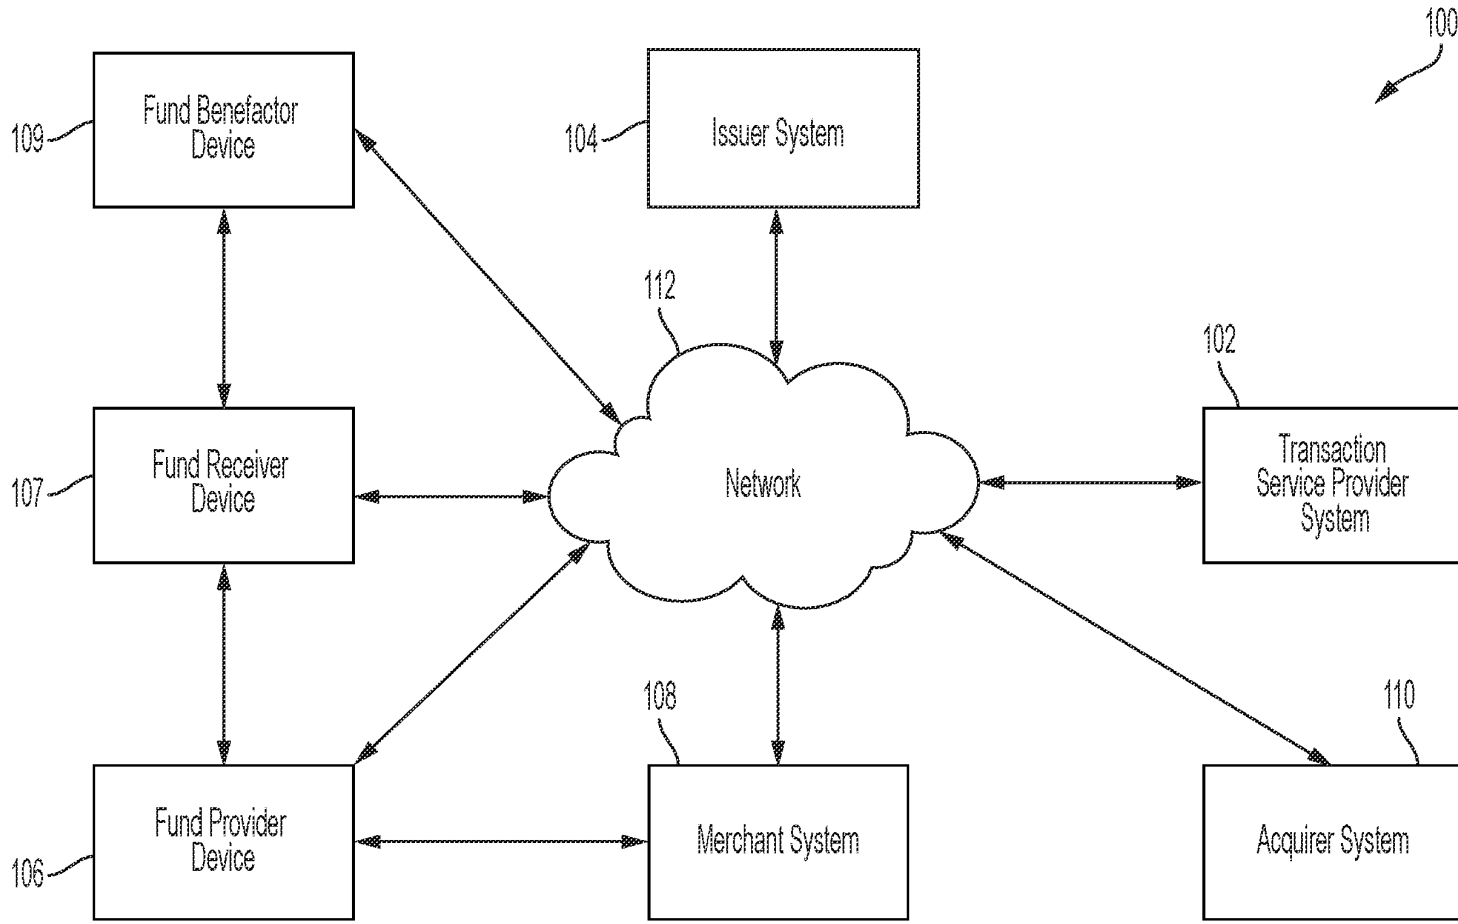 100
Fund Benefactor
Device
109
Issuer System
104
112
102
Transaction
Service Provider
System
Fund Receiver
Device
107
Network
108
110
Fund Provider
Device
106
Merchant System
Acquirer System